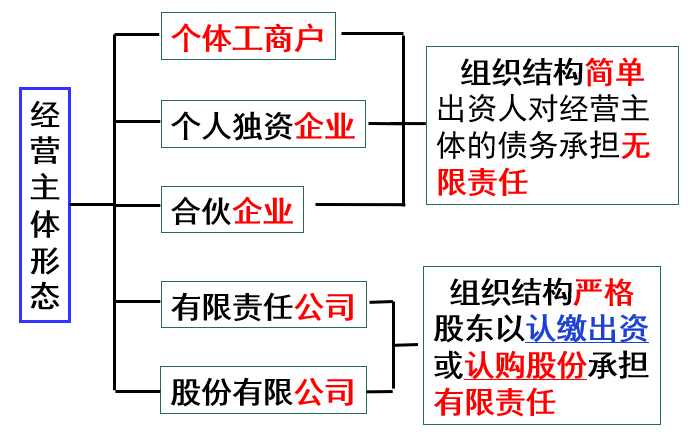 经营主体形态
个体工商户
个人独资企业
合伙企业
有限责任公司
股份有限公司
组织结构简单
出资人对经营主
体的债务承担无
限责任
组织结构严格
股东以认缴出资
或认购股份承担
有限责任